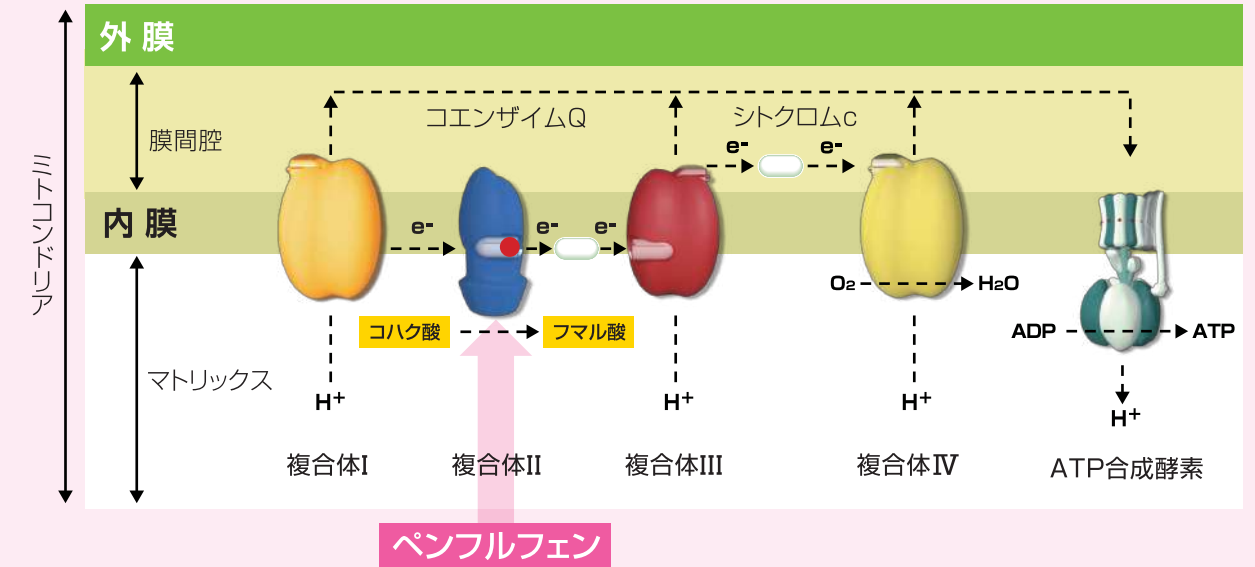 外膜
コエンザイムQ
シトクロムc
膜間腔
e-
e-
ミトコンドリア
内膜
e-
e-
e-
O₂
H₂O
コハク酸
フマル酸
ADP
ATP
マトリックス
H⁺
H⁺
H⁺
H⁺
複合体I
複合体II
複合体III
複合体Ⅳ
ATP合成酵素
ペンフルフェン